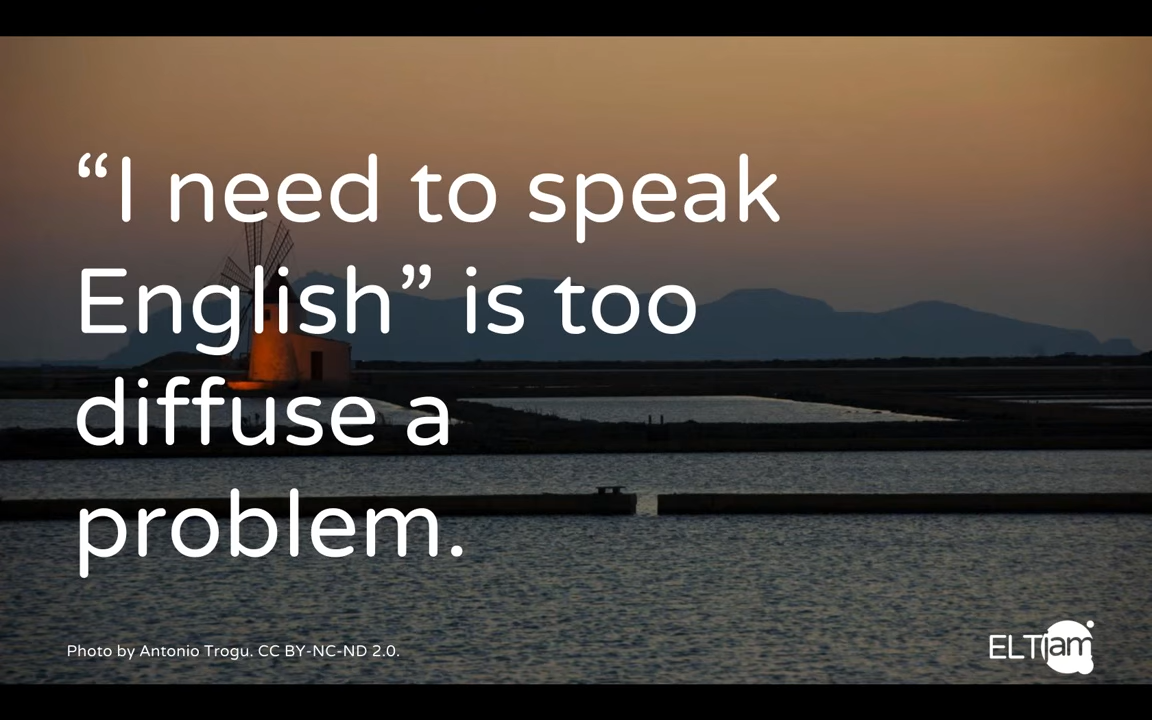 “I need to speak
English” is too
diffuse a
problem.
Photo by Antonio Trogu. CC BY-NC-ND 2.0.
ELTjam